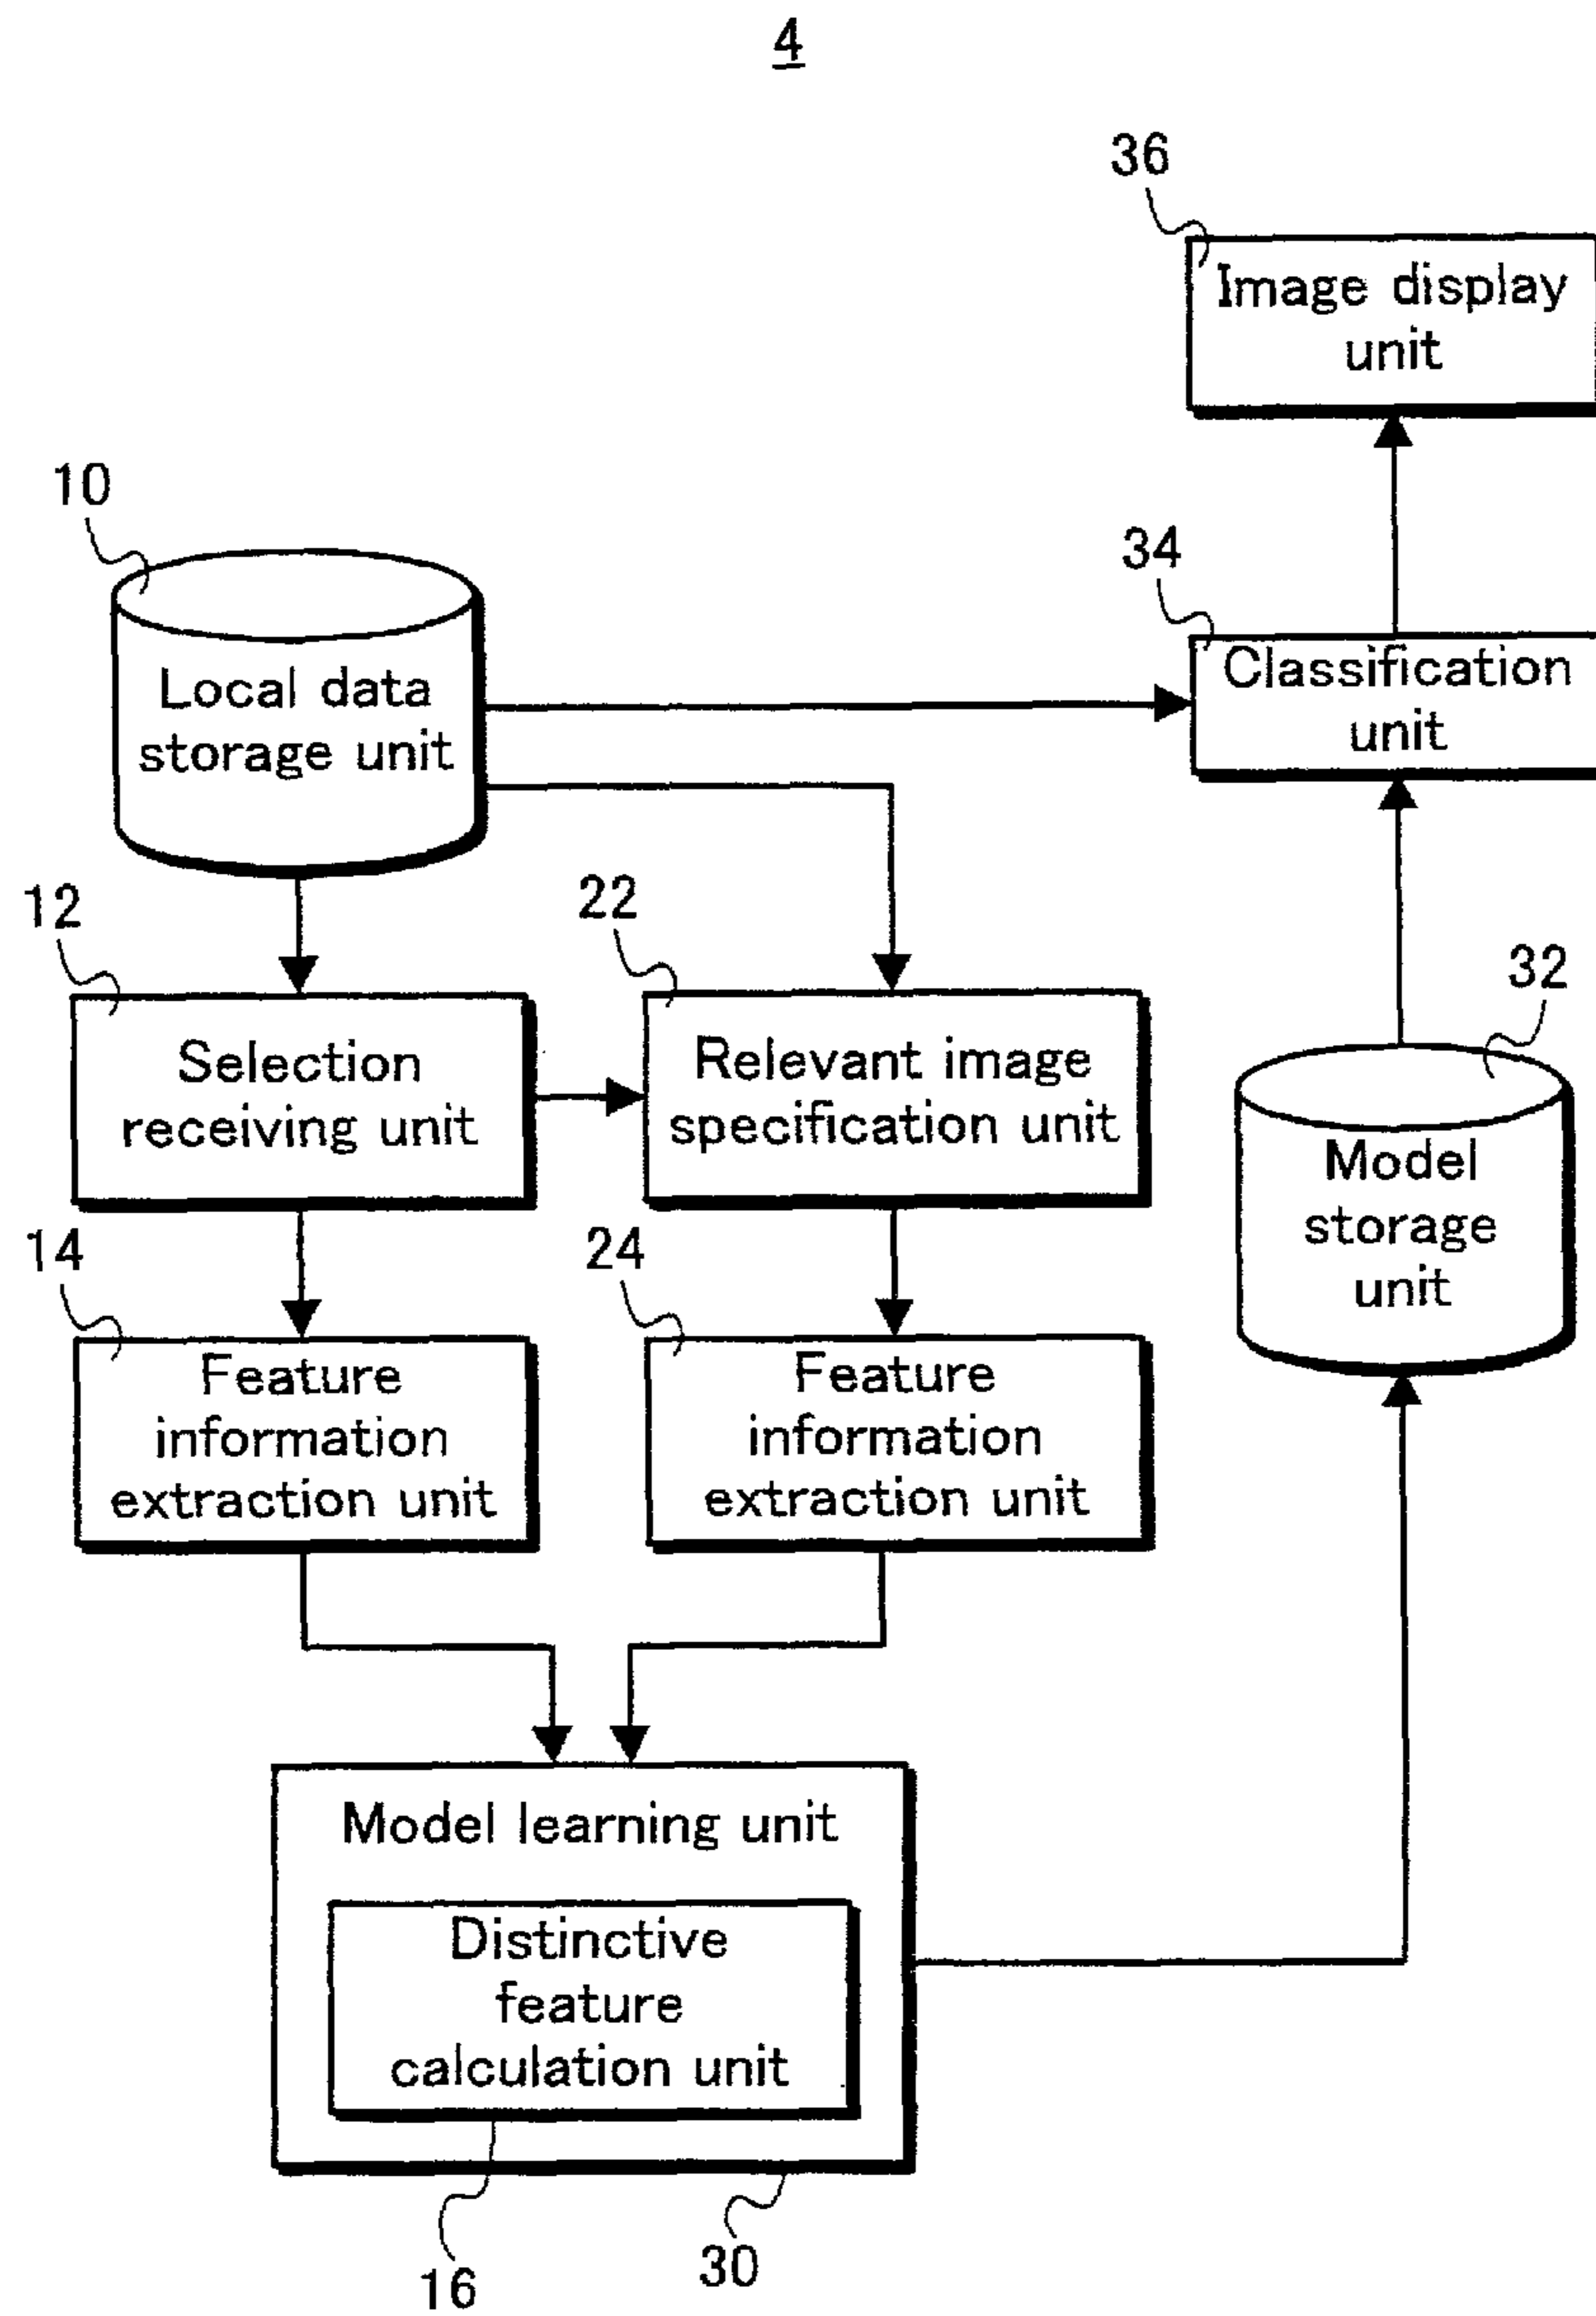 4
36
Image display
unit
10
34
Local data
storage unit
Classification
unit
12
22
32
Selection
receiving unit
Relevant image
specification unit
Model
storage
unit
14
24
Feature
information
extraction unit
Feature
information
extraction unit
Model learning unit
Distinctive
feature
calculation unit
16
30